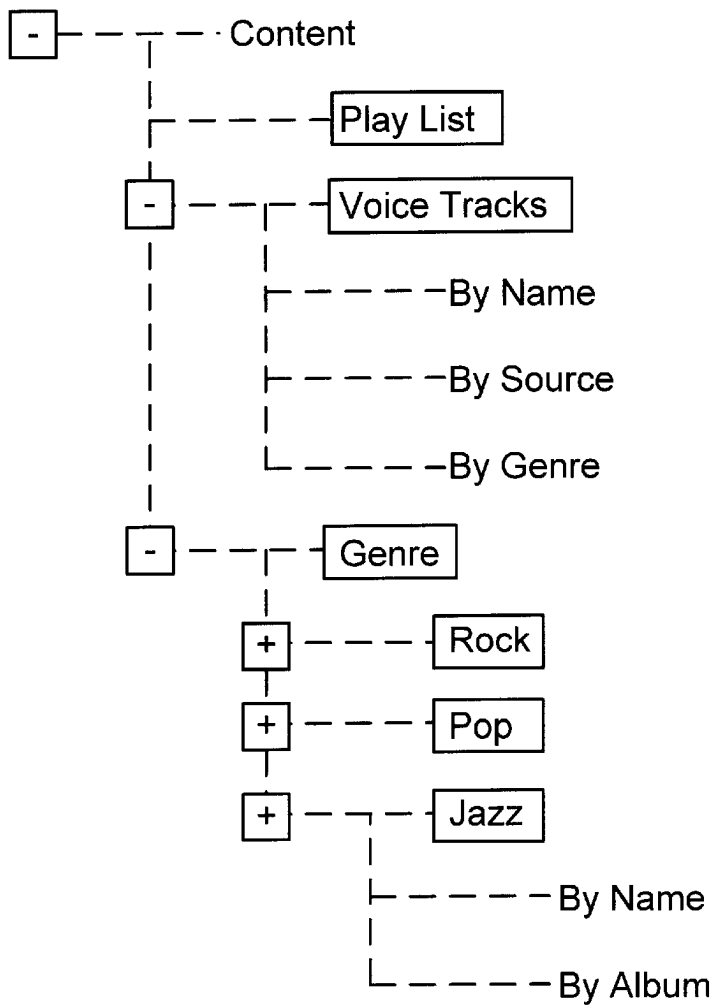 - Content
Play List
- Voice Tracks
By Name
By Source
By Genre
- Genre
+ Rock
+ Pop
+ Jazz
By Name
By Album